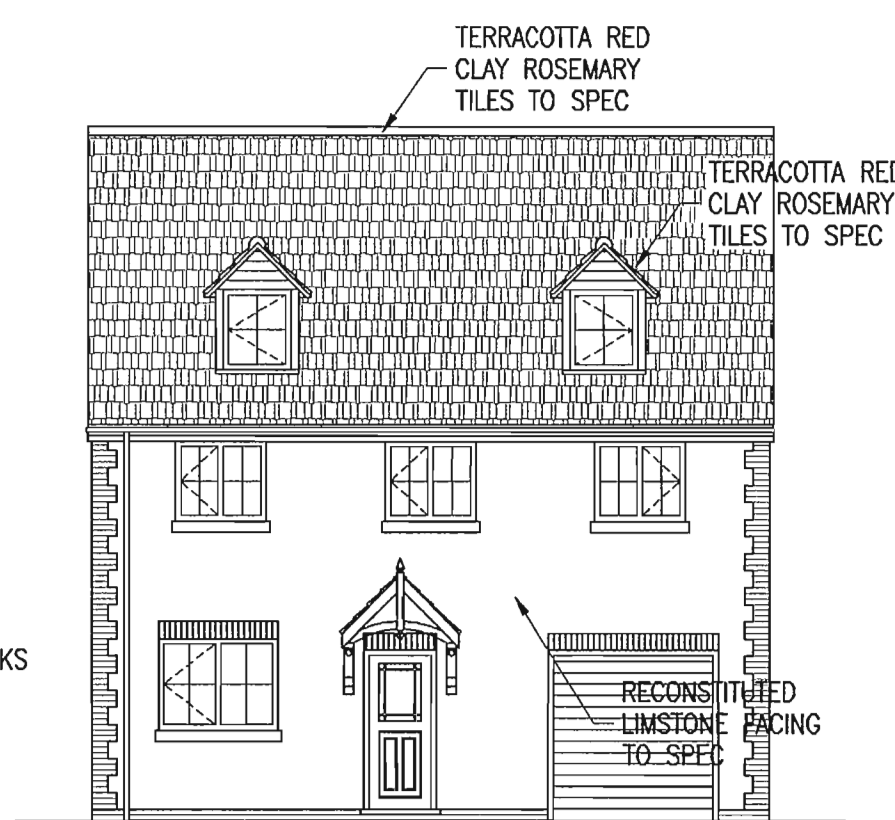 TERRACOTTA RED
CLAY ROSEMARY
TILES TO SPEC
TERRACOTTA RED
CLAY ROSEMARY
TILES TO SPEC
KS
RECONSTITUTED
LIMSTONE FACING
TO SPEC